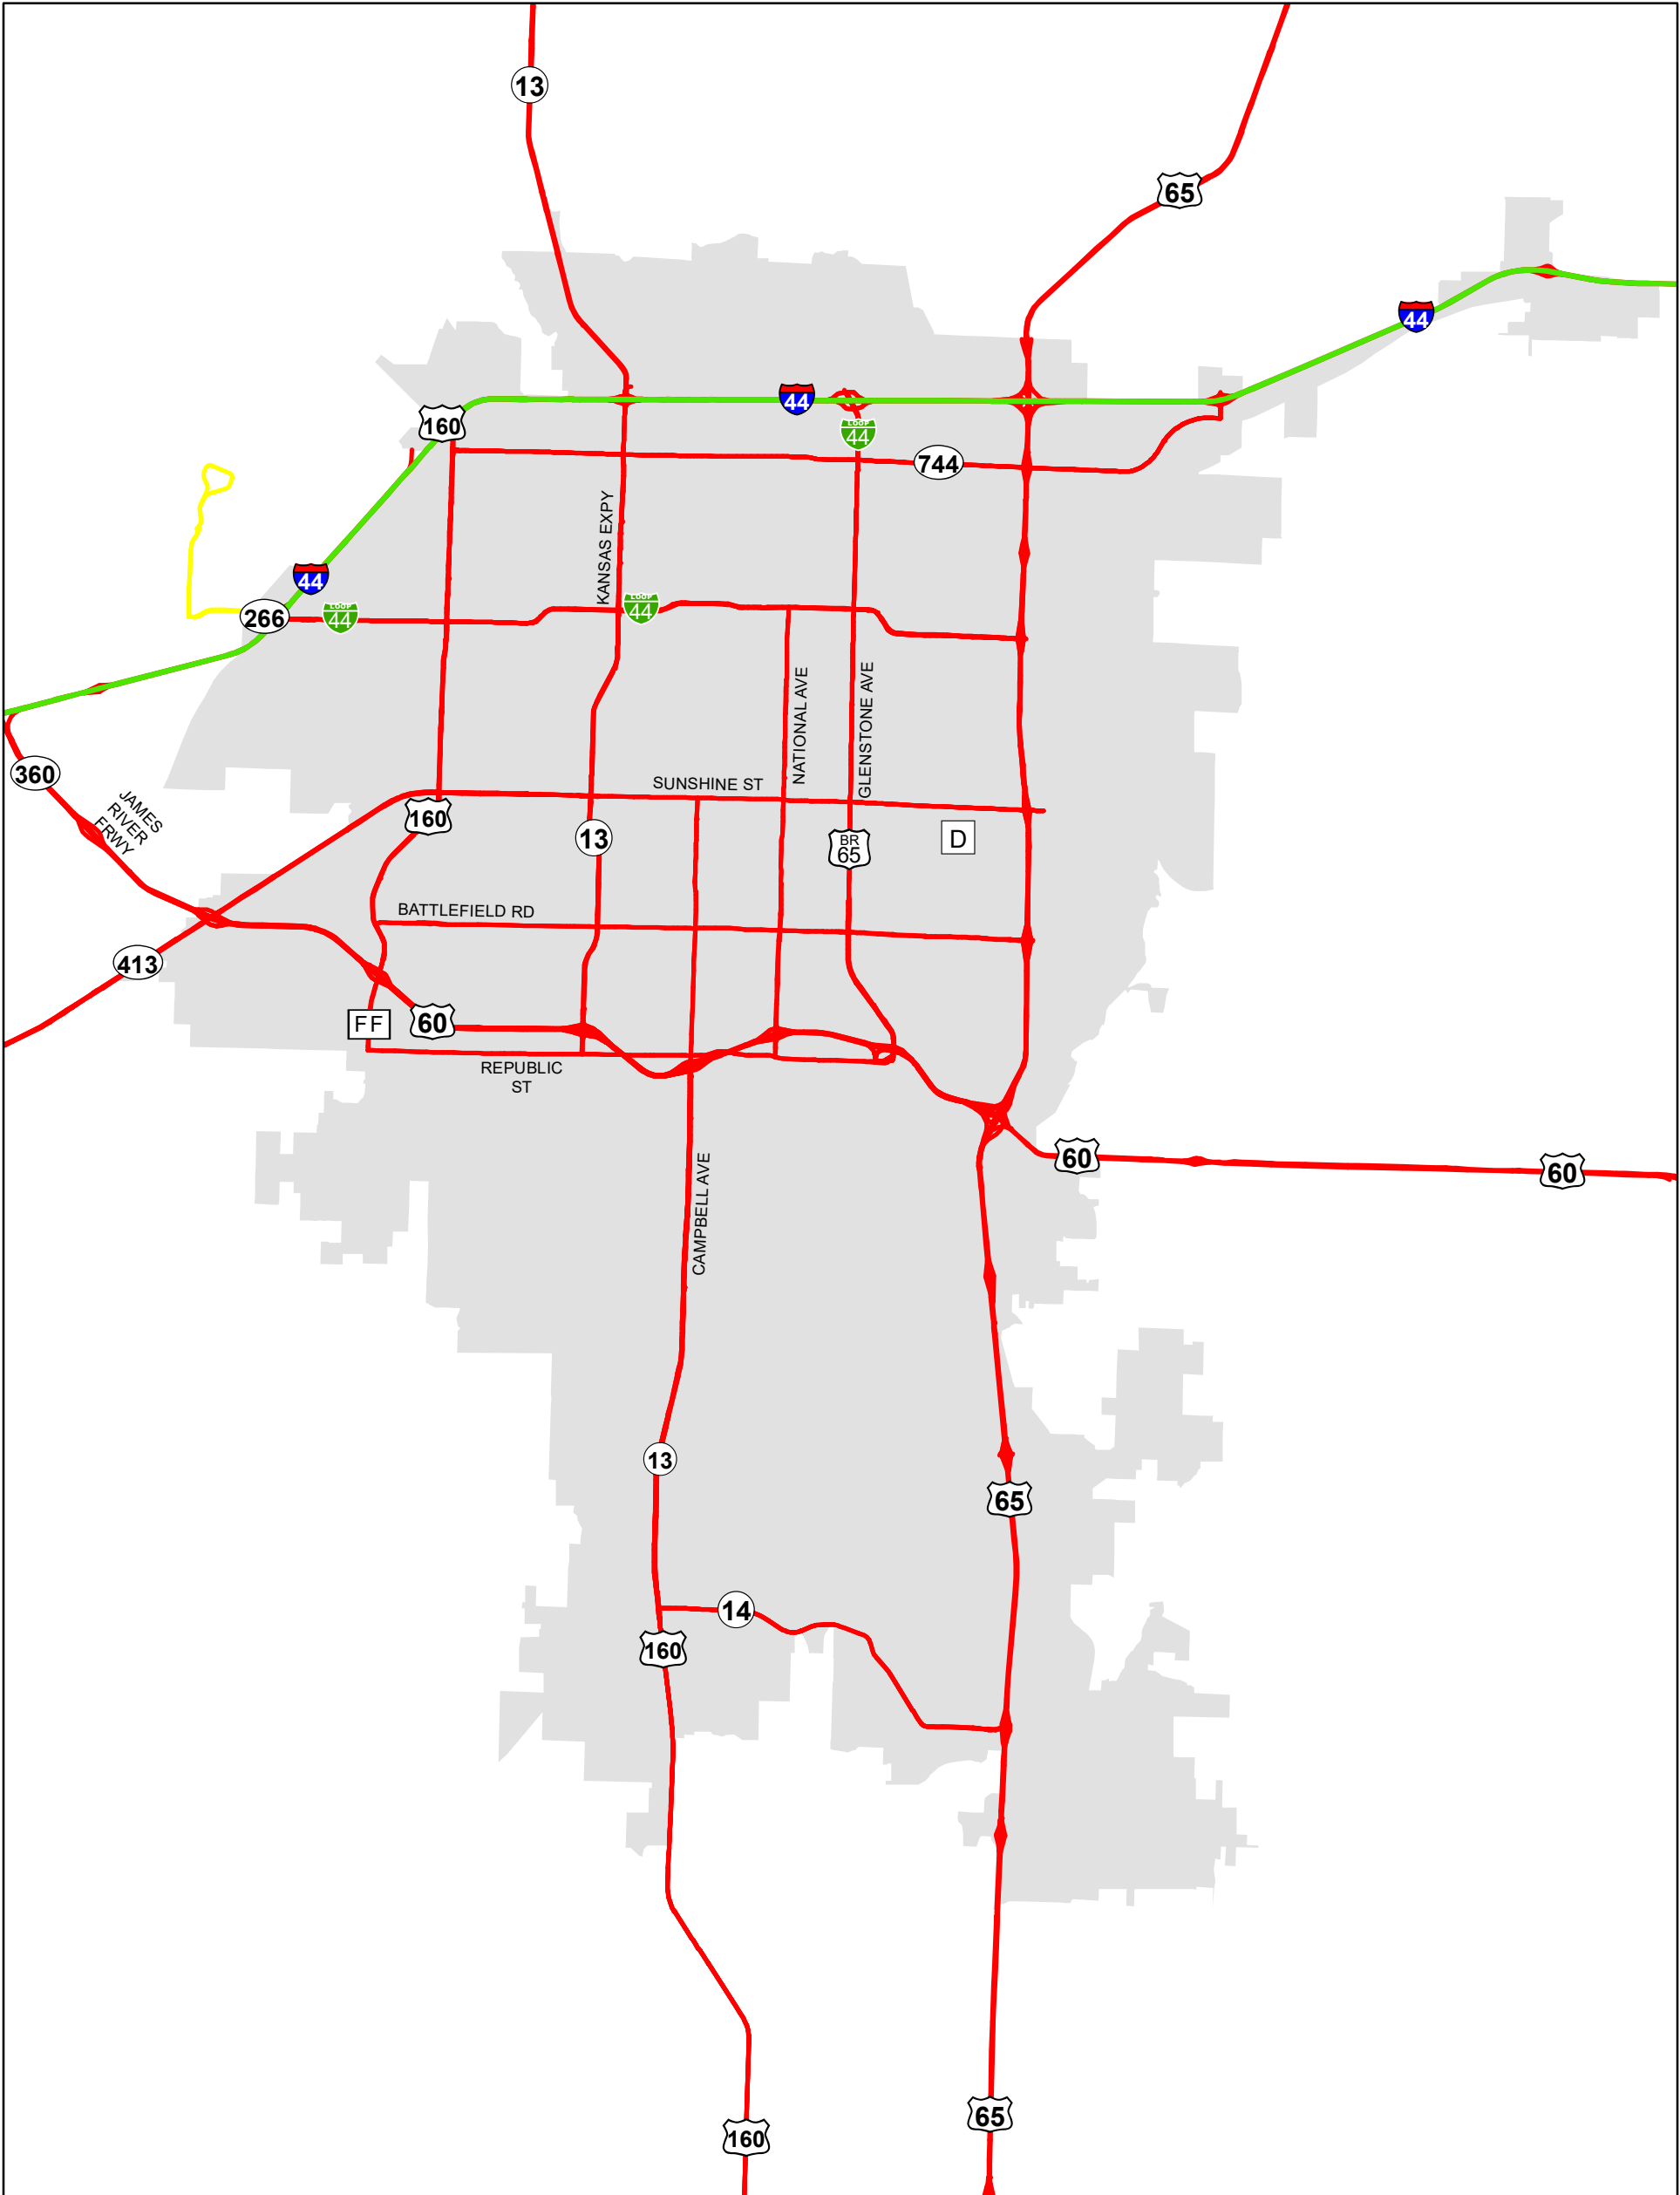 13
65
44
44
160
LOOP
44
744
KANSAS EXPY
44
266
LOOP
44
LOOP
44
NATIONAL AVE
GLENSTONE AVE
360
SUNSHINE ST
JAMES
RIVER
FRWY
160
13
BR
65
D
BATTLEFIELD RD
413
FF
60
REPUBLIC
ST
60
60
CAMPBELL AVE
13
65
14
160
65
160